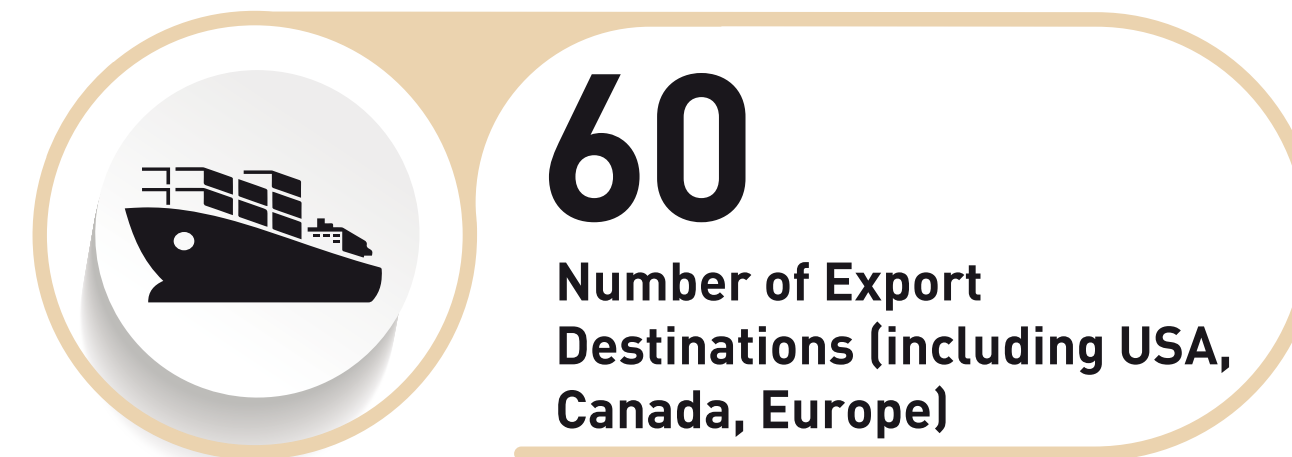 60
Number of Export
Destinations (including USA,
Canada, Europe)